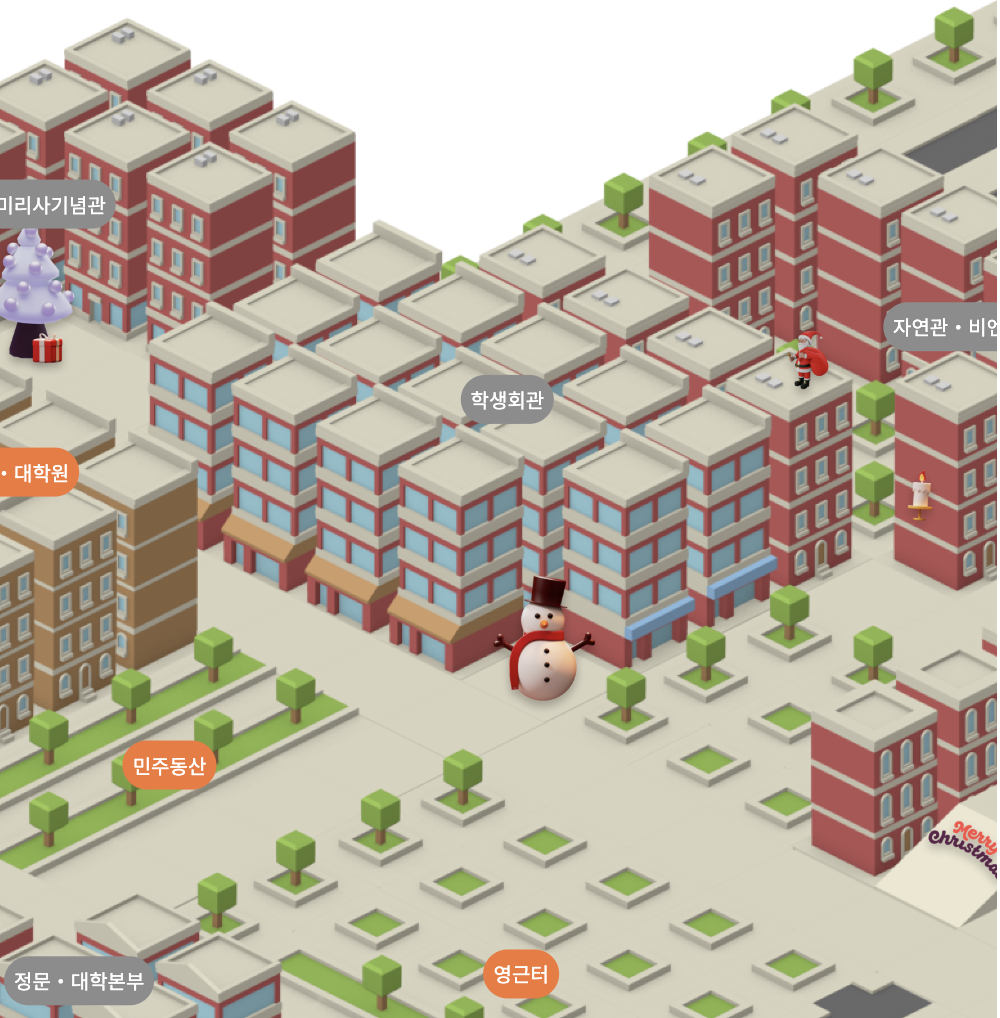 미리사기념관
자연관 • 비
학생회관
• 대학원
민주동산
Merry
Christmas
영근터
정문 • 대학본부